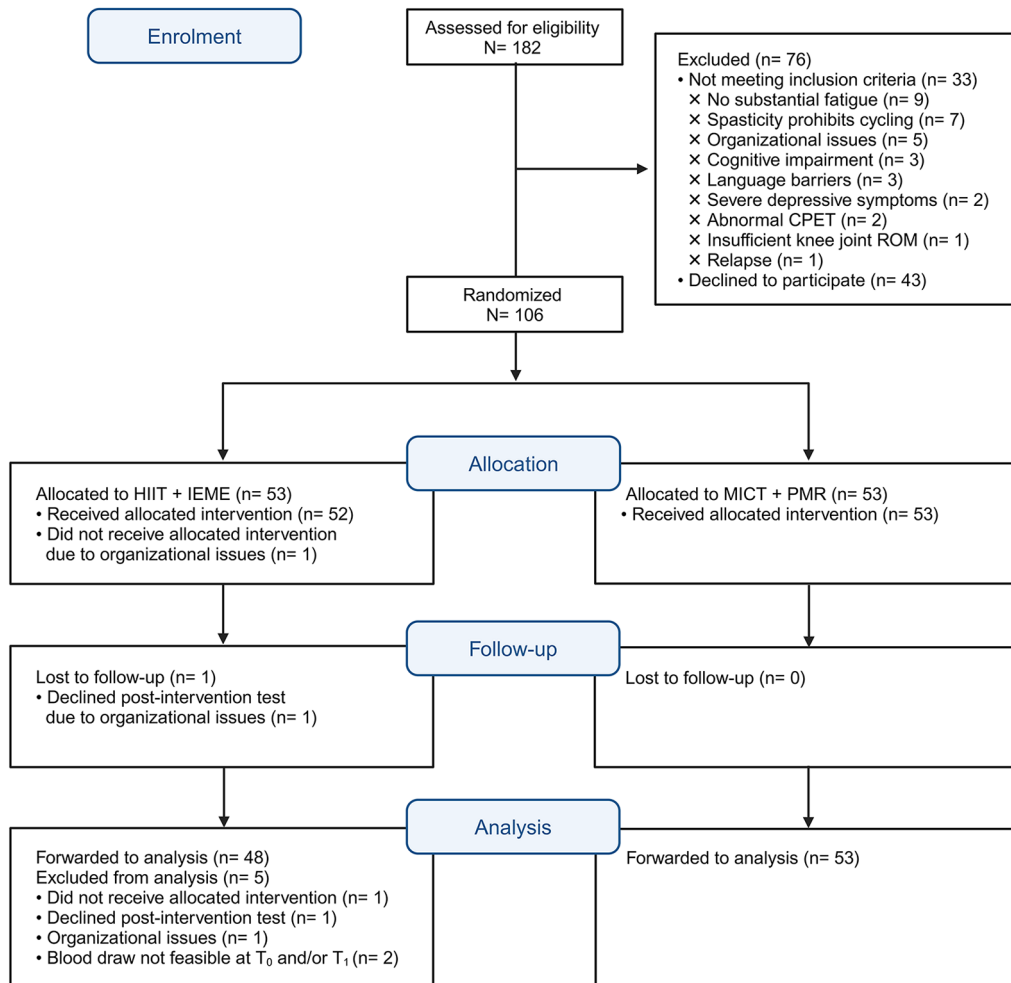 Enrolment
Assessed for eligibility
N= 182
Excluded (n= 76)
• Not meeting inclusion criteria (n= 33)
✕ No substantial fatigue (n= 9)
✕ Spasticity prohibits cycling (n= 7)
✕ Organizational issues (n= 5)
✕ Cognitive impairment (n= 3)
✕ Language barriers (n= 3)
✕ Severe depressive symptoms (n= 2)
✕ Abnormal CPET (n= 2)
✕ Insufficient knee joint ROM (n= 1)
✕ Relapse (n= 1)
• Declined to participate (n= 43)
Randomized
N= 106
Allocation
Allocated to HIIT + IEME (n= 53)
• Received allocated intervention (n= 52)
• Did not receive allocated intervention
due to organizational issues (n= 1)
Allocated to MICT + PMR (n= 53)
• Received allocated intervention (n= 53)
Follow-up
Lost to follow-up (n= 1)
• Declined post-intervention test
due to organizational issues (n= 1)
Lost to follow-up (n= 0)
Analysis
Forwarded to analysis (n= 48)
Excluded from analysis (n= 5)
• Did not receive allocated intervention (n= 1)
• Declined post-intervention test (n= 1)
• Organizational issues (n= 1)
• Blood draw not feasible at T₀ and/or T₁ (n= 2)
Forwarded to analysis (n= 53)